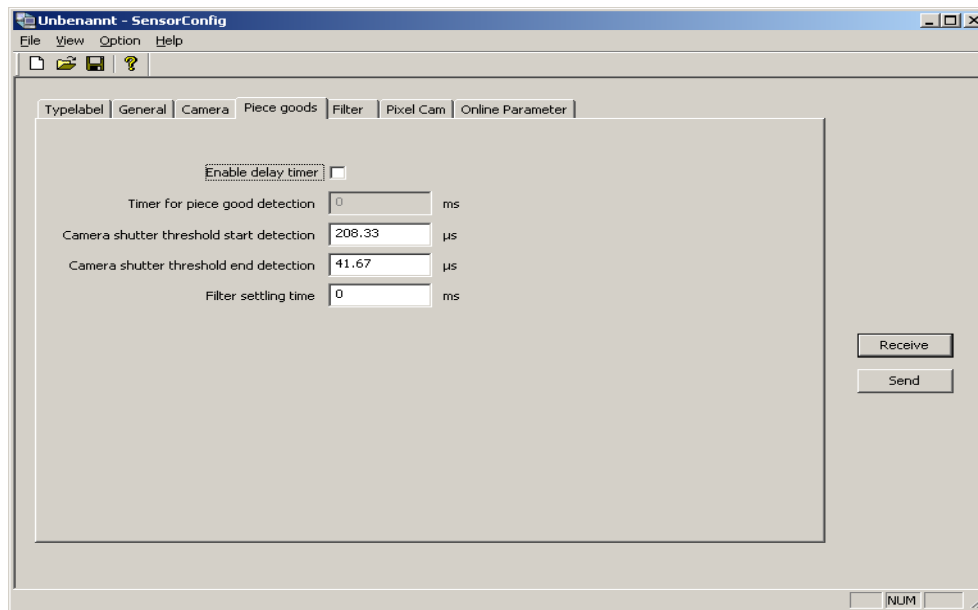 Unbenannt - SensorConfig
File View Option Help
Typelabel General Camera Piece goods Filter Pixel Cam Online Parameter
Enable delay timer
Timer for piece good detection 0 ms
Camera shutter threshold start detection 208.33 µs
Camera shutter threshold end detection 41.67 µs
Filter settling time 0 ms
Receive
Send
NUM